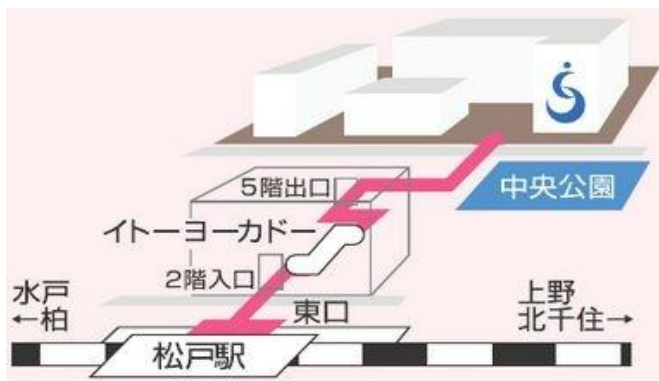 5階出口
中央公園
イトーヨーカドー
2階入口
水戸
←柏
東口
上野
北千住→
松戸駅